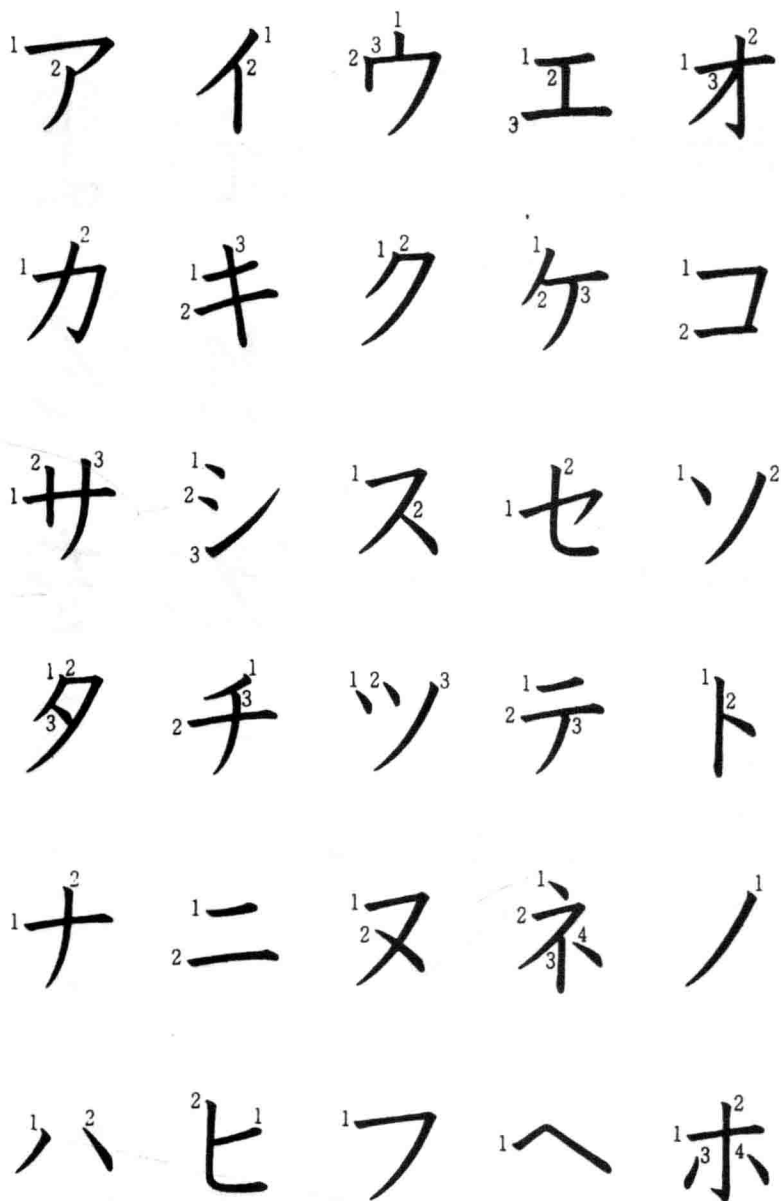 ア イ ウ エ オ
カ キ ク ケ コ
サ シ ス セ ソ
タ チ ツ テ ト
ナ ニ ヌ ネ ノ
ハ ヒ フ ヘ ホ